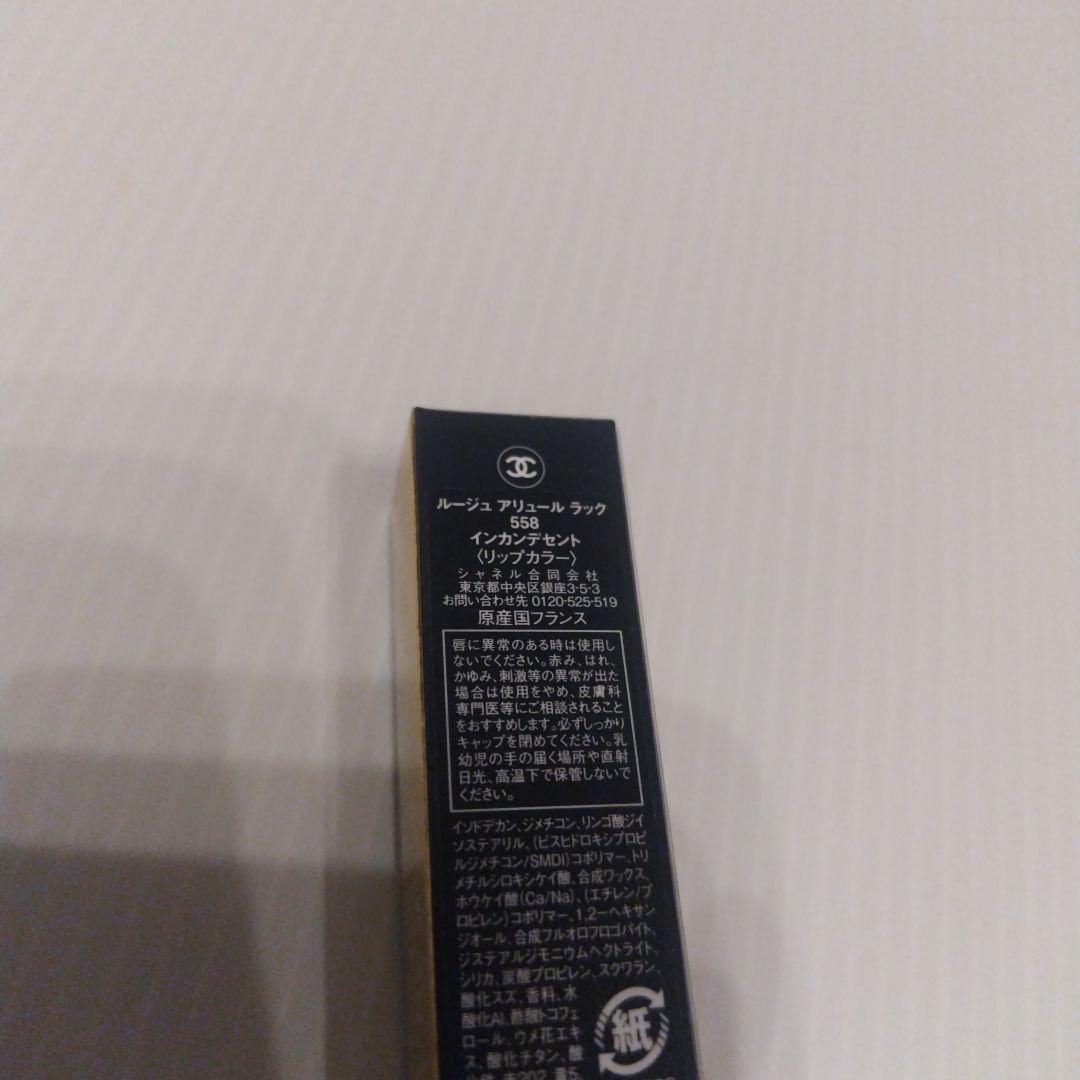 ルージュ アリュール ラック
558
インカンデセント
〈リップカラー〉
シャネル合同会社
東京都中央区銀座3-5-3
お問い合わせ先 0120-525-519
原産国フランス
唇に異常のある時は使用し
ないでください。赤み、はれ、
かゆみ、刺激等の異常が出た
場合は使用をやめ、皮膚科
専門医等にご相談されること
をおすすめします。必ずしっかり
キャップを閉めてください。乳
幼児の手の届く場所や直射
日光、高温下で保管しないで
ください。
イソドデカン、ジメチコン、リンゴ酸ジイ
ソステアリル、(ビスヒドロキシプロピ
ルジメチコン/SMDI)コポリマー、トリ
メチルシロキシケイ酸、合成ワックス、
ホウケイ酸(Ca/Na)、(エチレン/プ
ロピレン)コポリマー、1,2-ヘキサン
ジオール、合成フルオロフロゴパイト、
ジステアルジモニウムヘクトライト、
シリカ、炭酸プロピレン、スクワラン、
酸化スズ、香料、水
酸化Al、酢酸トコフェ
ロール、ウメ花エキ
ス、酸化チタン、酸
紙